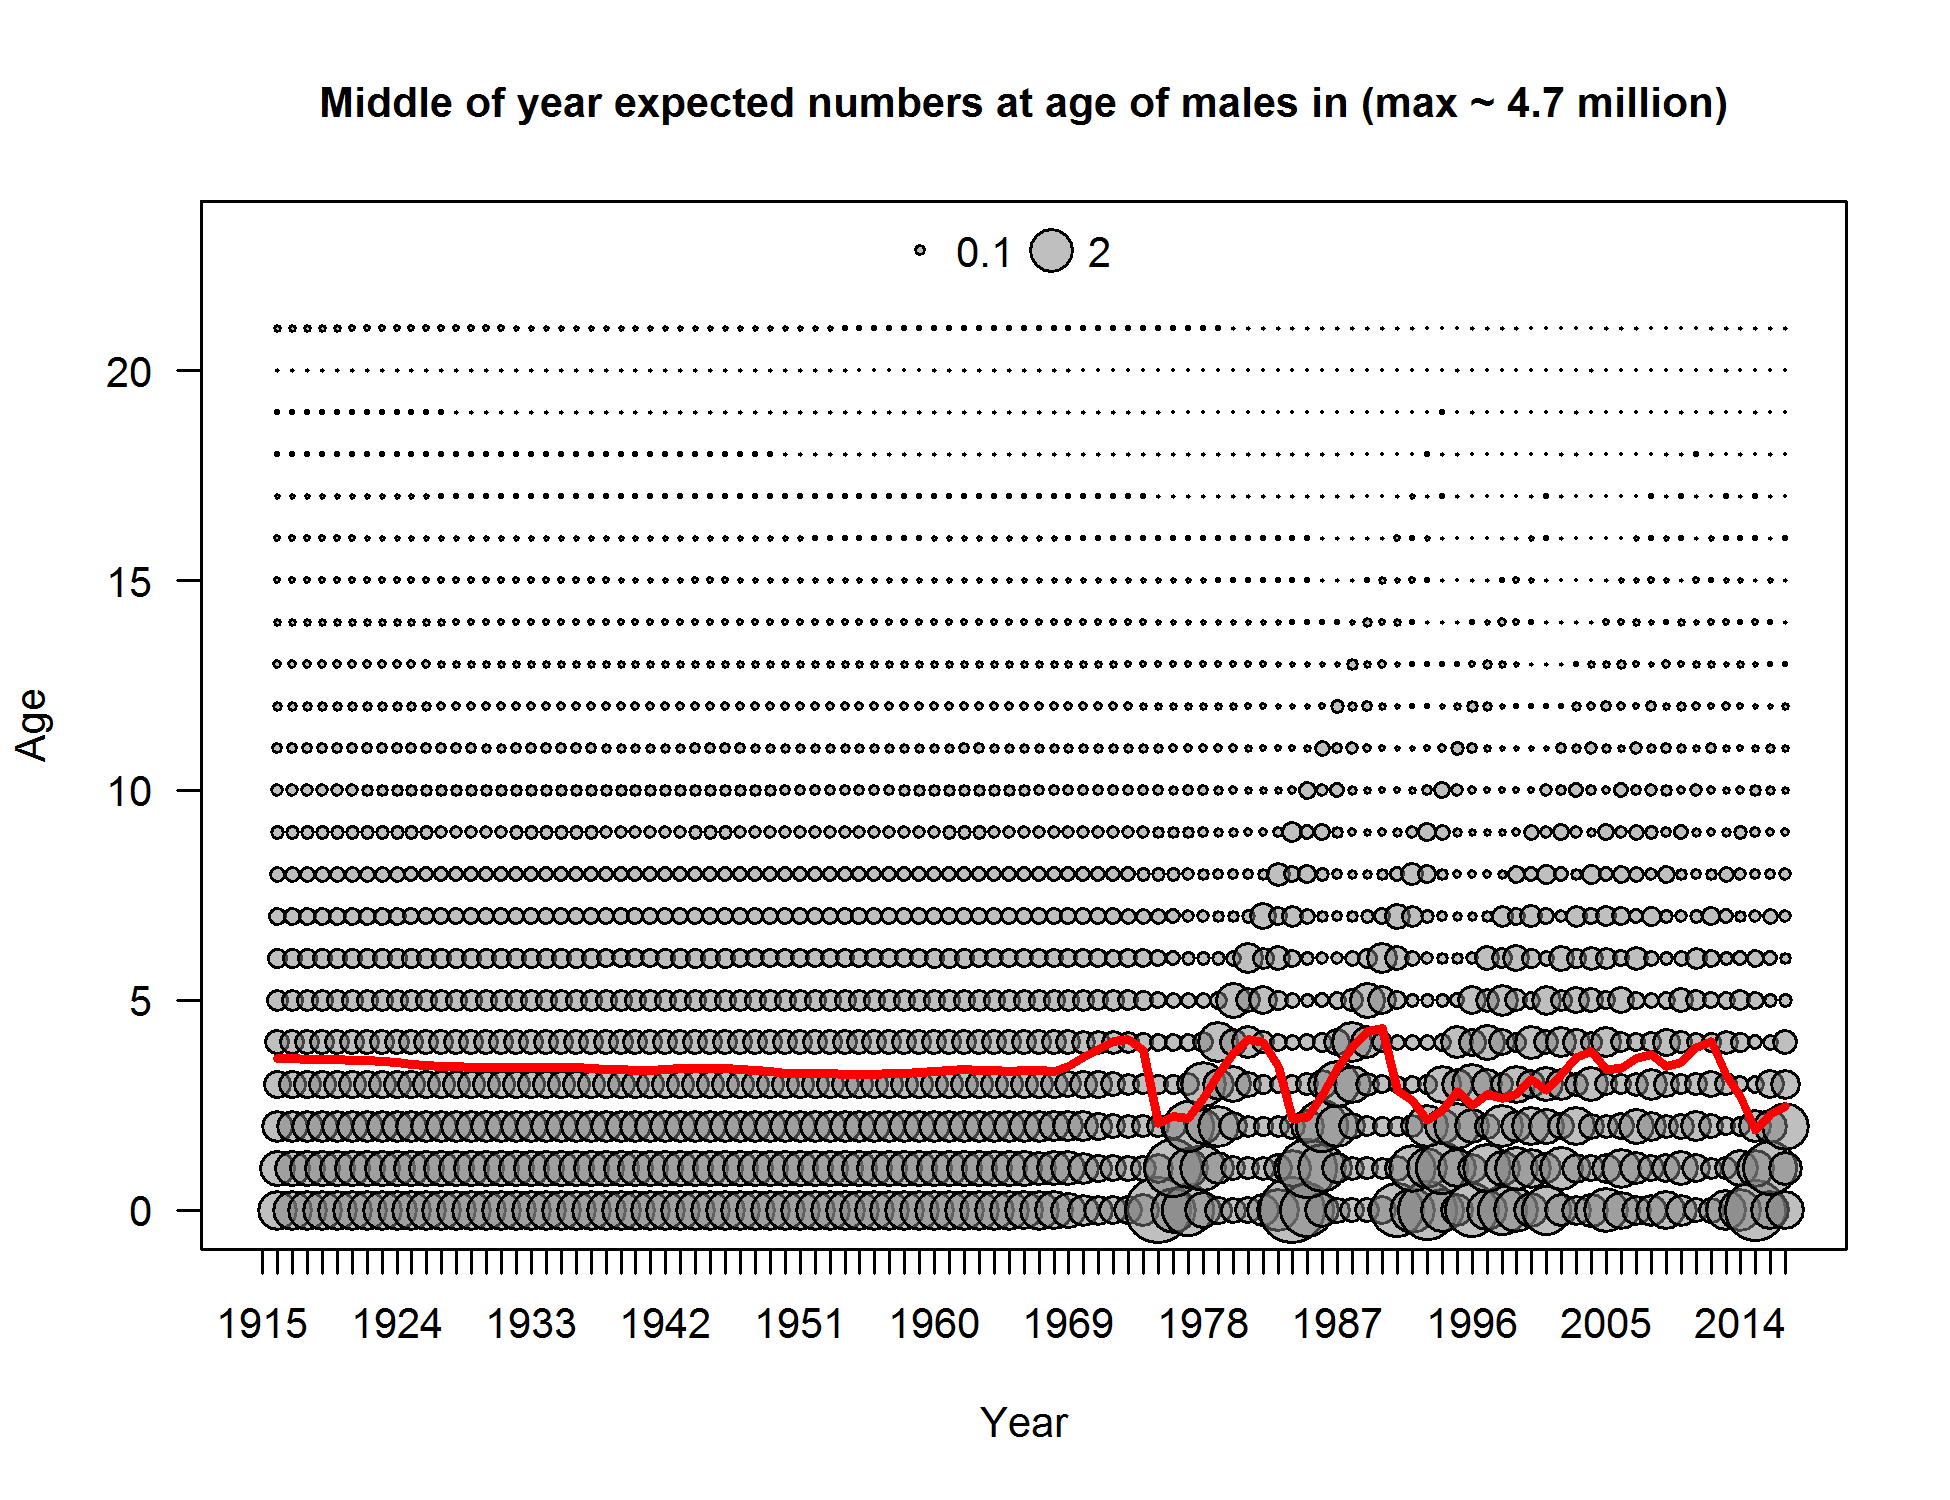 Middle of year expected numbers at age of males in (max ~ 4.7 million)
0.1 2
20
15
10
5
0
Age
1915 1924 1933 1942 1951 1960 1969 1978 1987 1996 2005 2014
Year